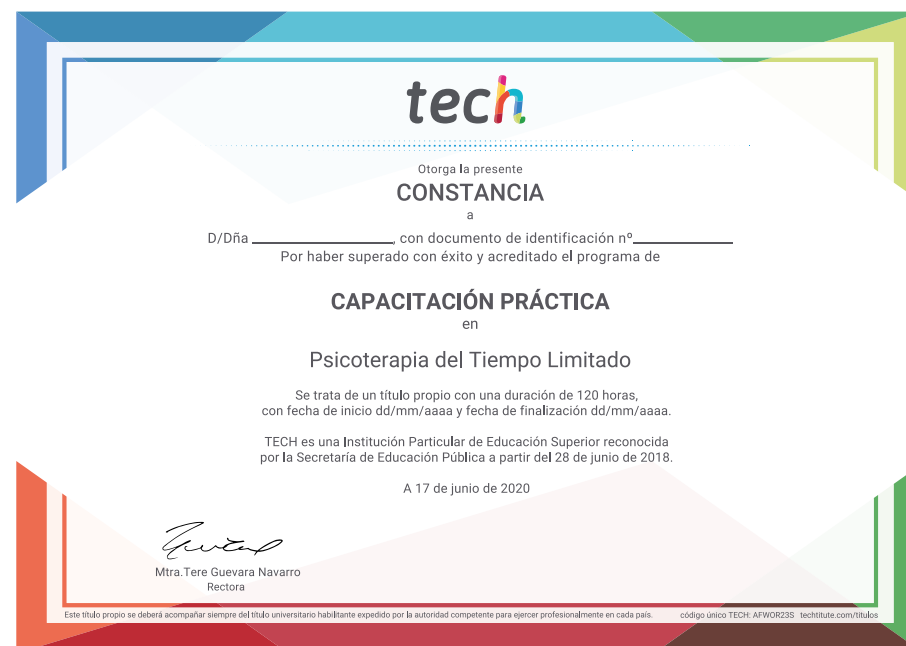 tech
Otorga la presente
CONSTANCIA
a
D/Dña ______________, con documento de identificación nº__________
Por haber superado con éxito y acreditado el programa de
CAPACITACIÓN PRÁCTICA
en
Psicoterapia del Tiempo Limitado
Se trata de un título propio con una duración de 120 horas,
con fecha de inicio dd/mm/aaaa y fecha de finalización dd/mm/aaaa.
TECH es una Institución Particular de Educación Superior reconocida
por la Secretaría de Educación Pública a partir del 28 de junio de 2018.
A 17 de junio de 2020
Mtra.Tere Guevara Navarro
Rectora
Este título propio se deberá acompañar siempre del título universitario habilitante expedido por la autoridad competente para ejercer profesionalmente en cada país. código único TECH: AFWOR23S techtitute.com/titulos